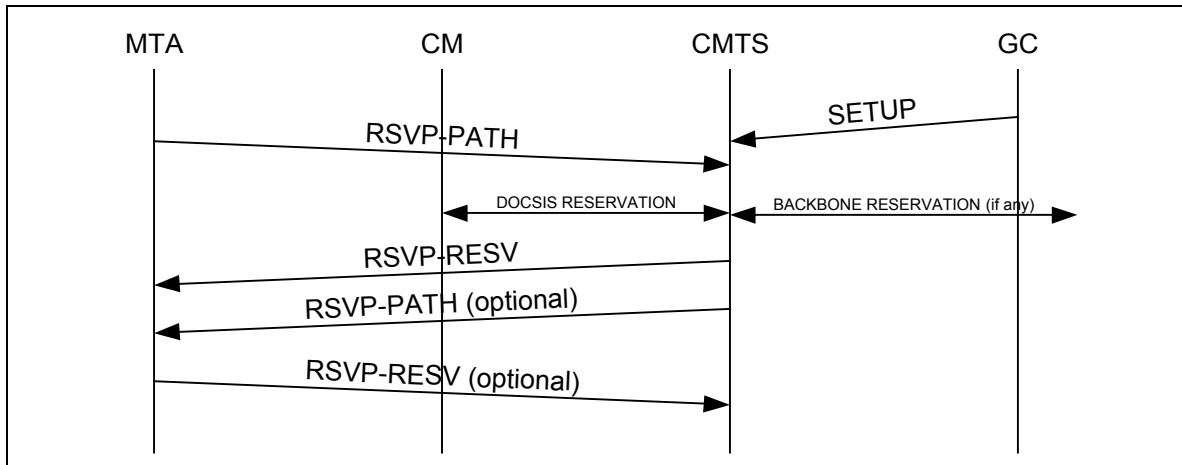 MTA CM CMTS GC
SETUP
RSVP-PATH
DOCSIS RESERVATION BACKBONE RESERVATION (if any)
RSVP-RESV
RSVP-PATH (optional)
RSVP-RESV (optional)